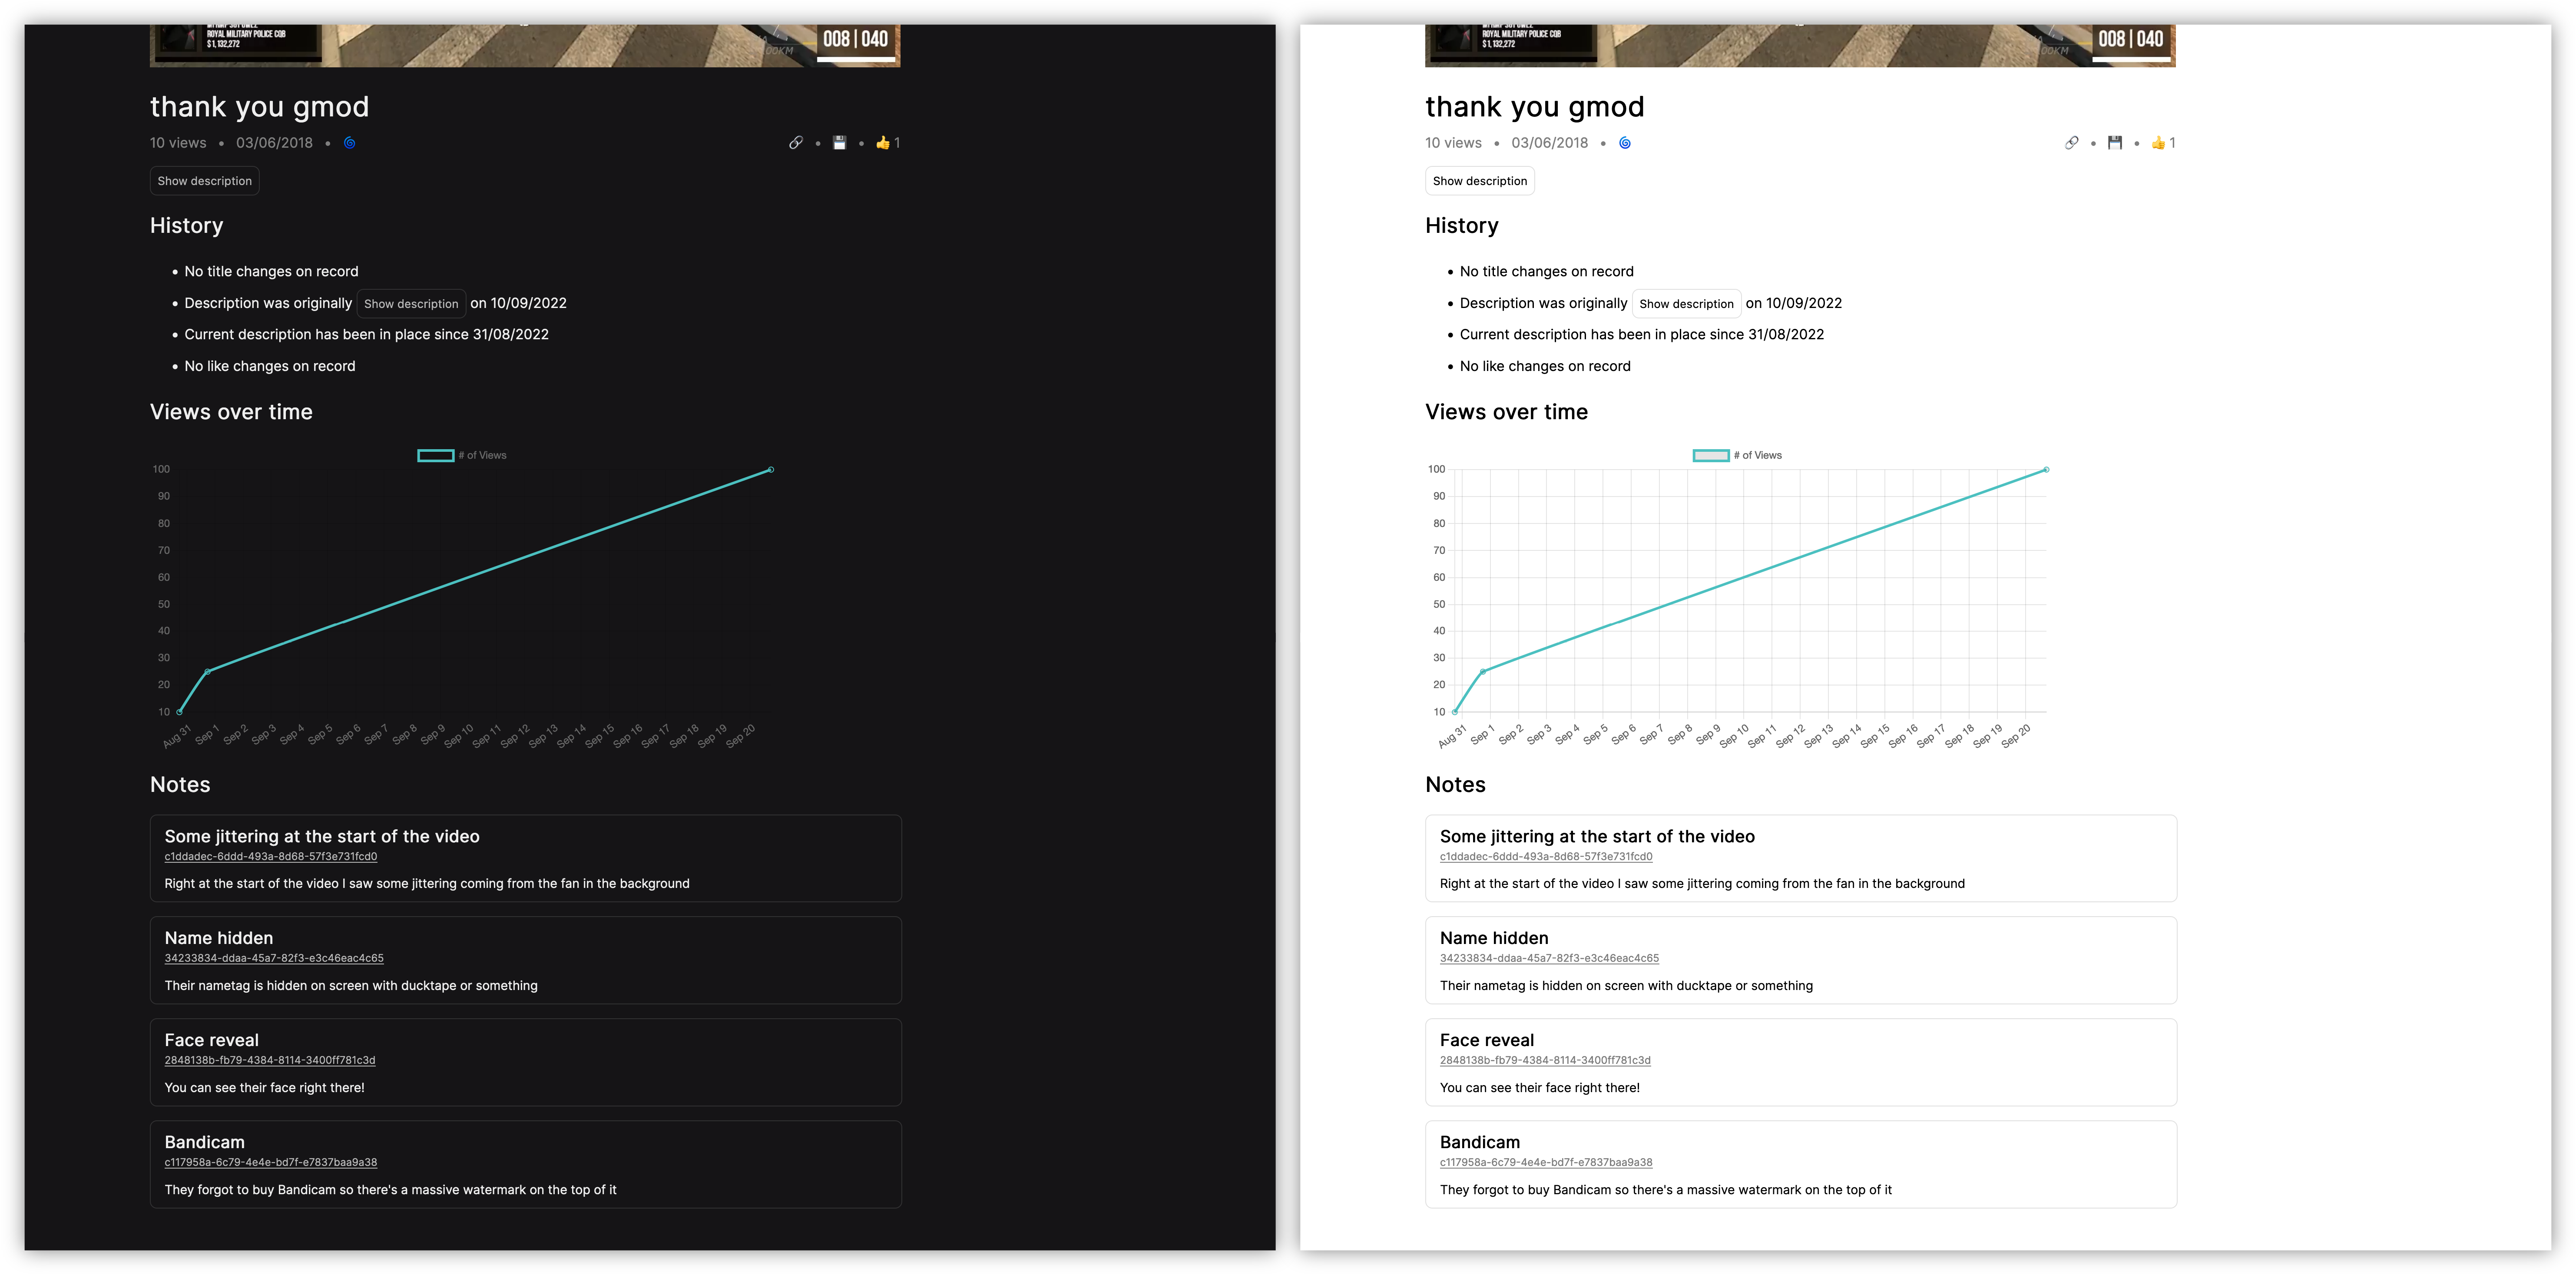 ROYAL MILITARY POLICE CQB
$ 1,132,272
00KM
008 | 040
thank you gmod
10 views • 03/06/2018 •
• • 1
Show description
History
• No title changes on record
• Description was originally Show description on 10/09/2022
• Current description has been in place since 31/08/2022
• No like changes on record
Views over time
# of Views
100
90
80
70
60
50
40
30
20
10
Aug 31 Sep 1 Sep 2 Sep 3 Sep 4 Sep 5 Sep 6 Sep 7 Sep 8 Sep 9 Sep 10 Sep 11 Sep 12 Sep 13 Sep 14 Sep 15 Sep 16 Sep 17 Sep 18 Sep 19 Sep 20
Notes
Some jittering at the start of the video
c1ddadec-6ddd-493a-8d68-57f3e731fcd0
Right at the start of the video I saw some jittering coming from the fan in the background
Name hidden
34233834-ddaa-45a7-82f3-e3c46eac4c65
Their nametag is hidden on screen with ducktape or something
Face reveal
2848138b-fb79-4384-8114-3400ff781c3d
You can see their face right there!
Bandicam
c117958a-6c79-4e4e-bd7f-e7837baa9a38
They forgot to buy Bandicam so there's a massive watermark on the top of it
ROYAL MILITARY POLICE CQB
$ 1,132,272
00KM
008 | 040
thank you gmod
10 views • 03/06/2018 •
• • 1
Show description
History
• No title changes on record
• Description was originally Show description on 10/09/2022
• Current description has been in place since 31/08/2022
• No like changes on record
Views over time
# of Views
100
90
80
70
60
50
40
30
20
10
Aug 31 Sep 1 Sep 2 Sep 3 Sep 4 Sep 5 Sep 6 Sep 7 Sep 8 Sep 9 Sep 10 Sep 11 Sep 12 Sep 13 Sep 14 Sep 15 Sep 16 Sep 17 Sep 18 Sep 19 Sep 20
Notes
Some jittering at the start of the video
c1ddadec-6ddd-493a-8d68-57f3e731fcd0
Right at the start of the video I saw some jittering coming from the fan in the background
Name hidden
34233834-ddaa-45a7-82f3-e3c46eac4c65
Their nametag is hidden on screen with ducktape or something
Face reveal
2848138b-fb79-4384-8114-3400ff781c3d
You can see their face right there!
Bandicam
c117958a-6c79-4e4e-bd7f-e7837baa9a38
They forgot to buy Bandicam so there's a massive watermark on the top of it